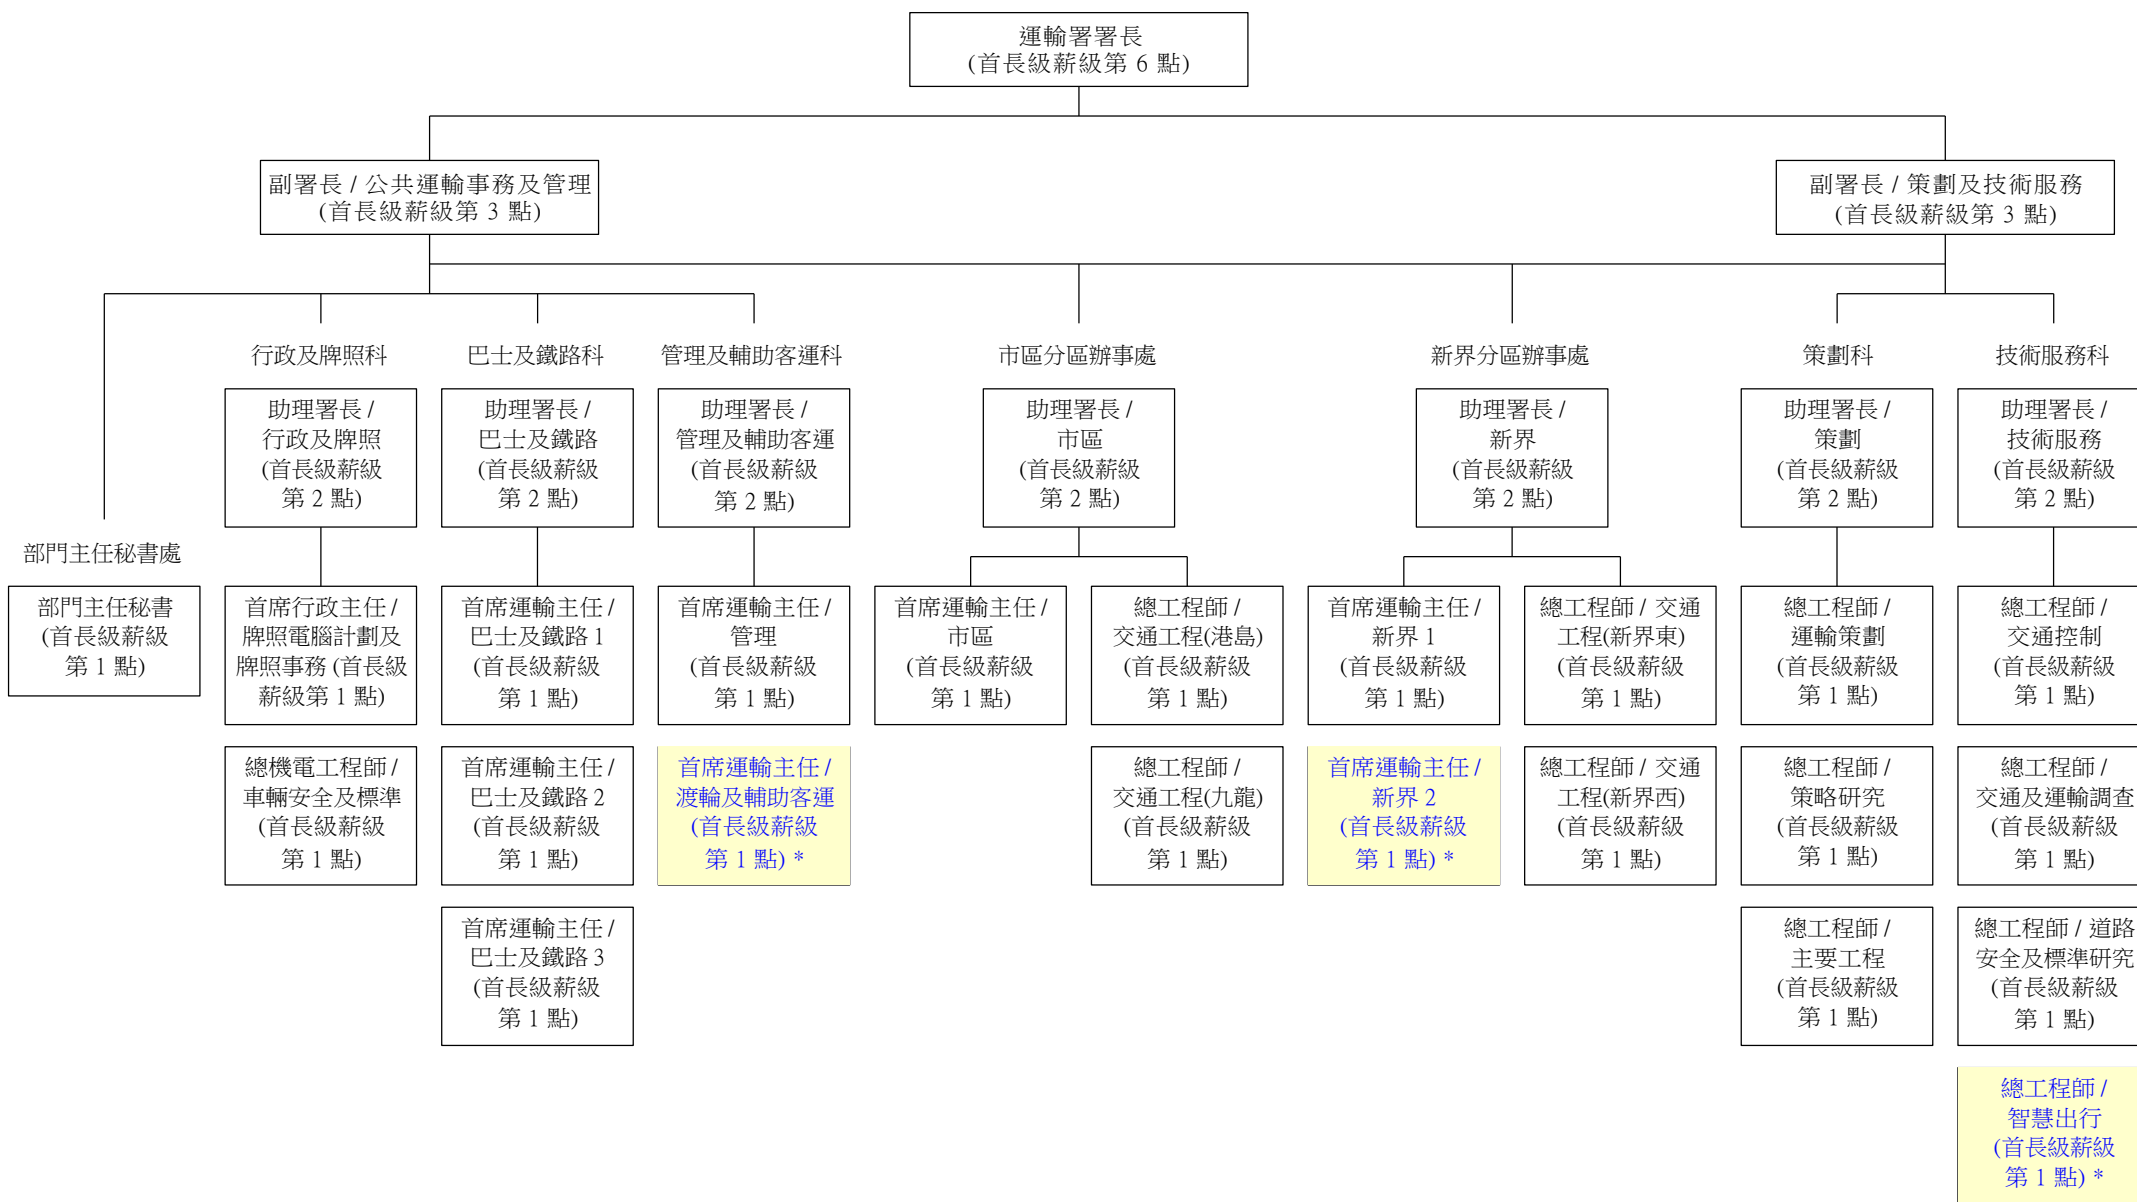 運輸署署長
(首長級薪級第 6 點)
副署長 / 公共運輸事務及管理
(首長級薪級第 3 點)
副署長 / 策劃及技術服務
(首長級薪級第 3 點)
行政及牌照科
巴士及鐵路科
管理及輔助客運科
市區分區辦事處
新界分區辦事處
策劃科
技術服務科
助理署長 /
行政及牌照
(首長級薪級
第 2 點)
助理署長 /
巴士及鐵路
(首長級薪級
第 2 點)
助理署長 /
管理及輔助客運
(首長級薪級
第 2 點)
助理署長 /
市區
(首長級薪級
第 2 點)
助理署長 /
新界
(首長級薪級
第 2 點)
助理署長 /
策劃
(首長級薪級
第 2 點)
助理署長 /
技術服務
(首長級薪級
第 2 點)
部門主任秘書處
部門主任秘書
(首長級薪級
第 1 點)
首席行政主任 /
牌照電腦計劃及
牌照事務 (首長級
薪級第 1 點)
首席運輸主任 /
巴士及鐵路 1
(首長級薪級
第 1 點)
首席運輸主任 /
管理
(首長級薪級
第 1 點)
首席運輸主任 /
市區
(首長級薪級
第 1 點)
總工程師 /
交通工程(港島)
(首長級薪級
第 1 點)
首席運輸主任 /
新界 1
(首長級薪級
第 1 點)
總工程師 / 交通
工程(新界東)
(首長級薪級
第 1 點)
總工程師 /
運輸策劃
(首長級薪級
第 1 點)
總工程師 /
交通控制
(首長級薪級
第 1 點)
總機電工程師 /
車輛安全及標準
(首長級薪級
第 1 點)
首席運輸主任 /
巴士及鐵路 2
(首長級薪級
第 1 點)
首席運輸主任 /
渡輪及輔助客運
(首長級薪級
第 1 點) *
總工程師 /
交通工程(九龍)
(首長級薪級
第 1 點)
首席運輸主任 /
新界 2
(首長級薪級
第 1 點) *
總工程師 / 交通
工程(新界西)
(首長級薪級
第 1 點)
總工程師 /
策略研究
(首長級薪級
第 1 點)
總工程師 /
交通及運輸調查
(首長級薪級
第 1 點)
首席運輸主任 /
巴士及鐵路 3
(首長級薪級
第 1 點)
總工程師 /
主要工程
(首長級薪級
第 1 點)
總工程師 / 道路
安全及標準研究
(首長級薪級
第 1 點)
總工程師 /
智慧出行
(首長級薪級
第 1 點) *